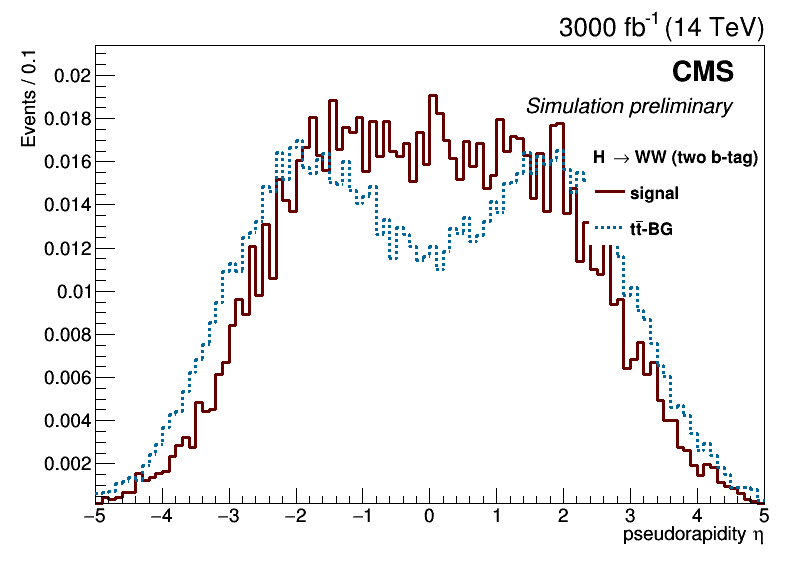 3000 fb⁻¹ (14 TeV)
CMS
Simulation preliminary
H → WW (two b-tag)
signal
tt̄-BG
Events / 0.1
0.02
0.018
0.016
0.014
0.012
0.01
0.008
0.006
0.004
0.002
−5 −4 −3 −2 −1 0 1 2 3 4 5
pseudorapidity η